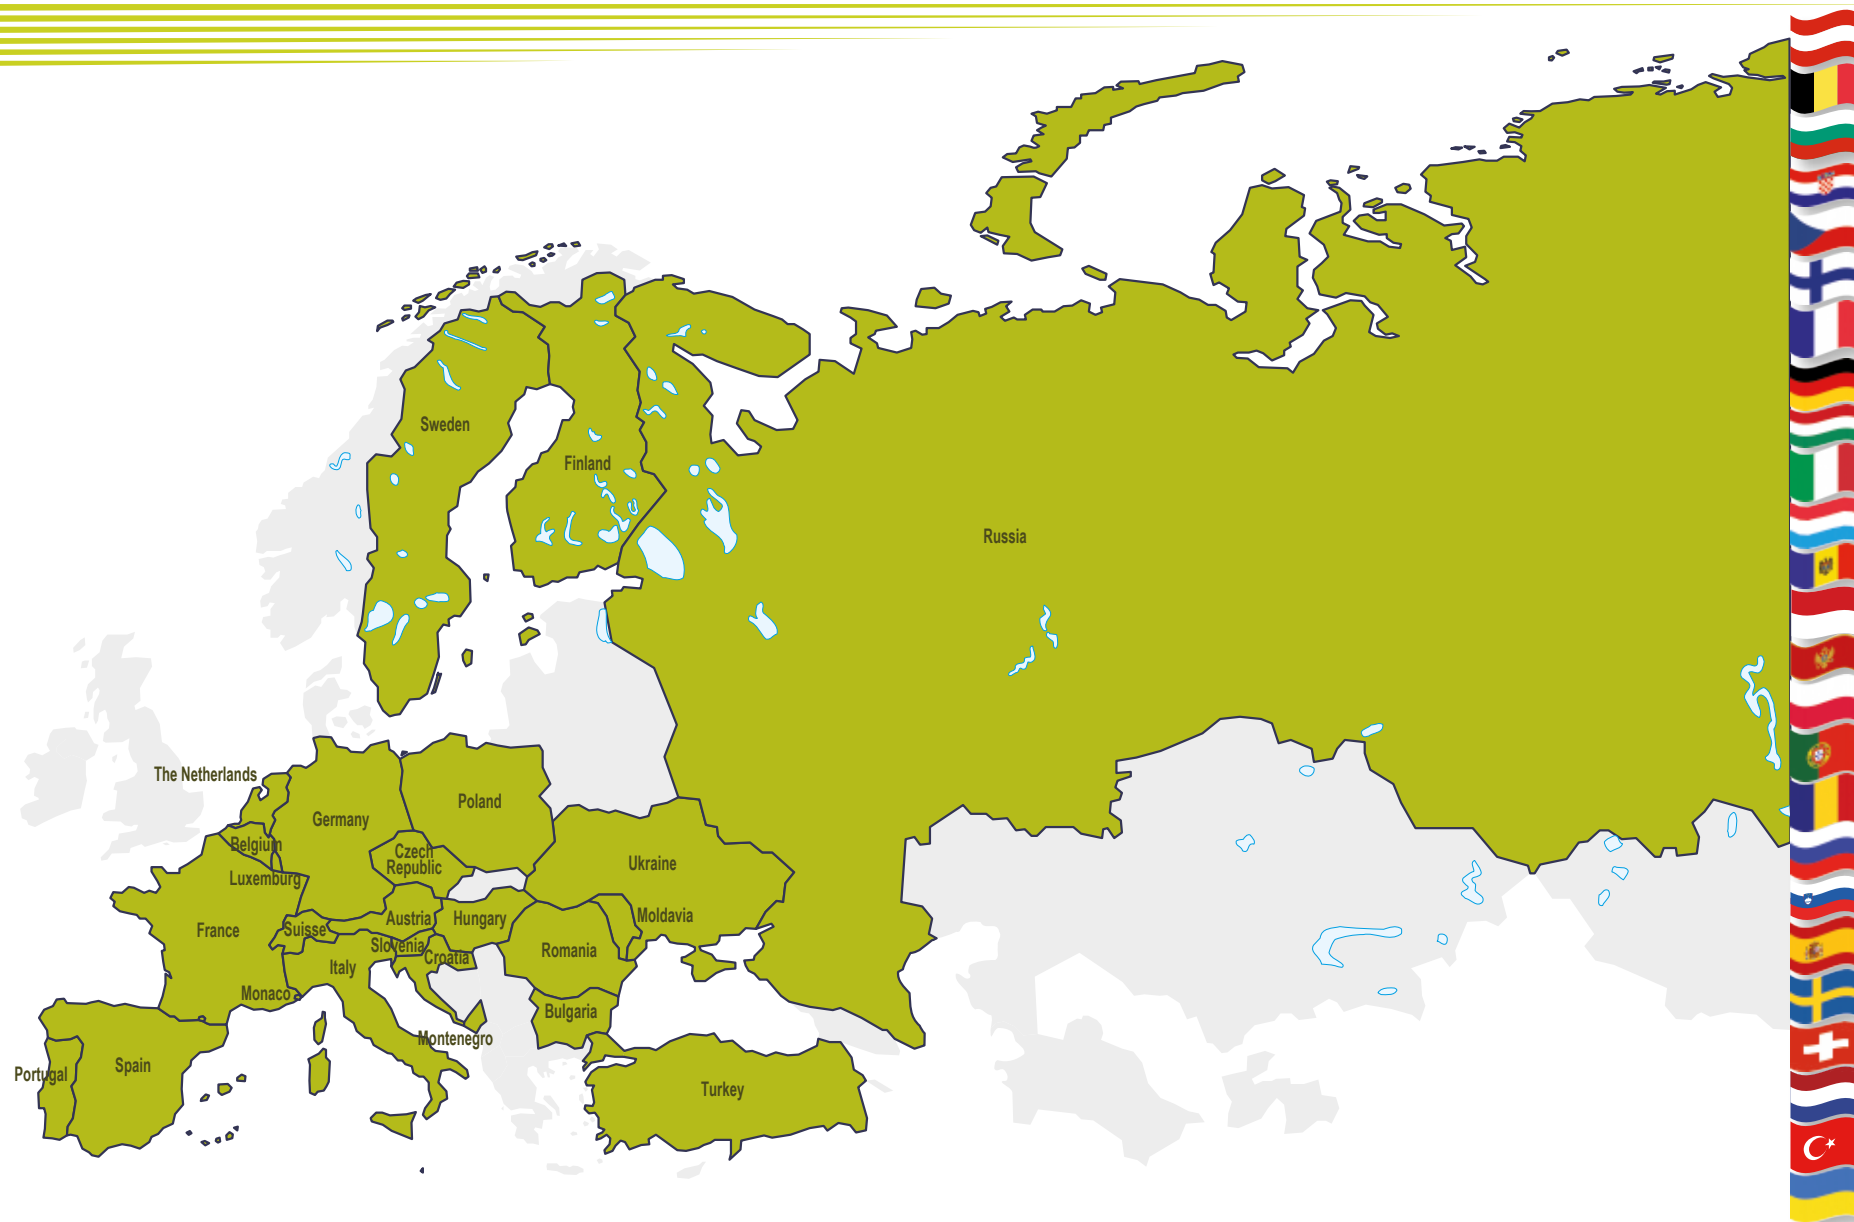 Sweden
Finland
Russia
The Netherlands
Poland
Germany
Belgium
Czech
Republic
Ukraine
Luxemburg
France
Suisse
Austria
Hungary
Moldavia
Slovenia
Croatia
Romania
Italy
Monaco
Bulgaria
Montenegro
Spain
Portugal
Turkey